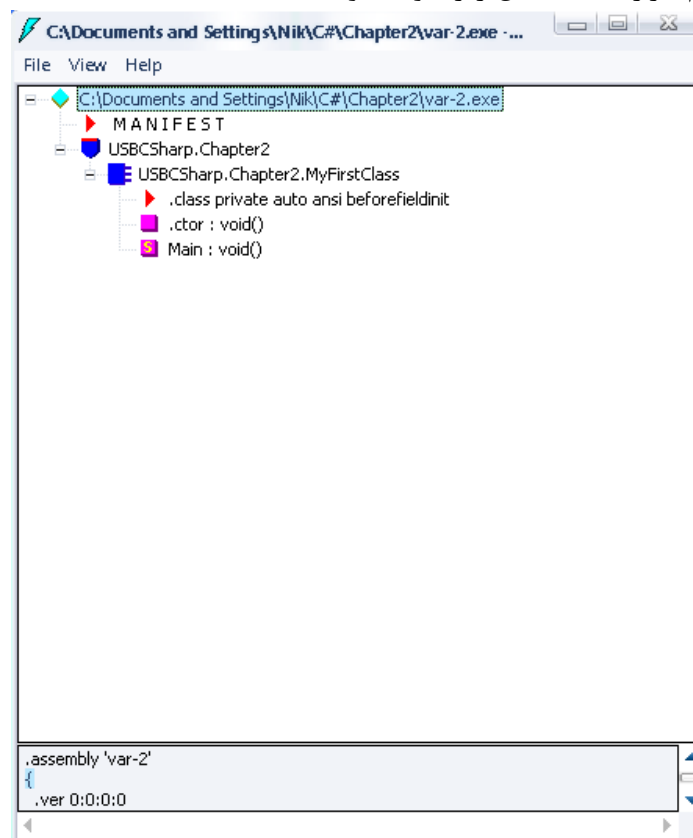 C:\Documents and Settings\Nik\C#\Chapter2\var-2.exe -...
File View Help
C:\Documents and Settings\Nik\C#\Chapter2\var-2.exe
MANIFEST
USBCSharp.Chapter2
USBCSharp.Chapter2.MyFirstClass
.class private auto ansi beforefieldinit
.ctor : void()
S Main : void()
.assembly 'var-2'
{
.ver 0:0:0:0